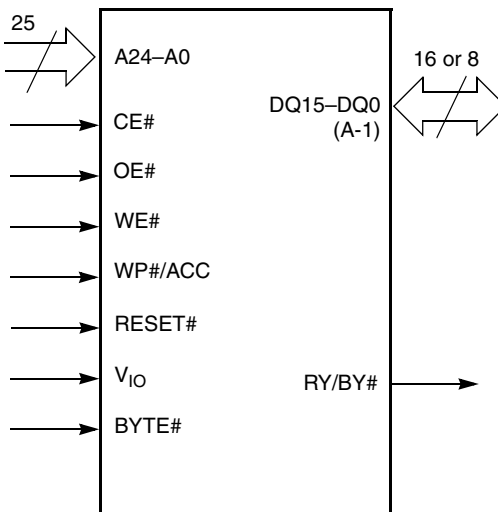 25
A24–A0
16 or 8
DQ15–DQ0
(A-1)
CE#
OE#
WE#
WP#/ACC
RESET#
VIO
RY/BY#
BYTE#